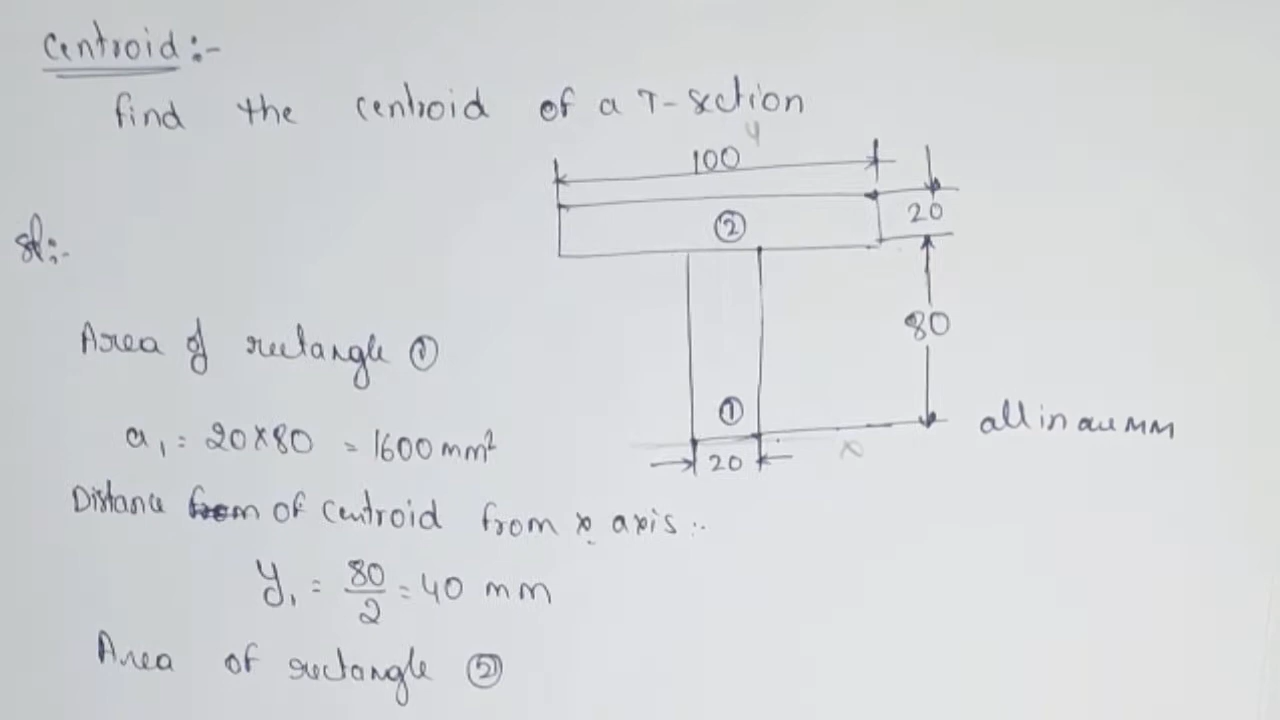 Centroid:-
find the centroid of a T-section
y
100
20
②
Sol:-
80
Area of rectangle ①
①
all in mm
a₁ = 20×80 = 1600 mm²
20
x
Distance from of centroid from x axis:-
y₁ = 80/2 = 40 mm
Area of rectangle ②